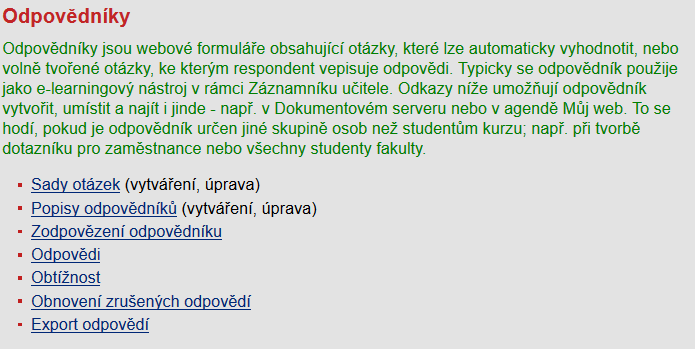 Odpovědníky
Odpovědníky jsou webové formuláře obsahující otázky, které lze automaticky vyhodnotit, nebo
volně tvořené otázky, ke kterým respondent vepisuje odpovědi. Typicky se odpovědník použije
jako e-learningový nástroj v rámci Záznamníku učitele. Odkazy níže umožňují odpovědník
vytvořit, umístit a najít i jinde - např. v Dokumentovém serveru nebo v agendě Můj web. To se
hodí, pokud je odpovědník určen jiné skupině osob než studentům kurzu; např. při tvorbě
dotazníku pro zaměstnance nebo všechny studenty fakulty.
Sady otázek (vytváření, úprava)
Popisy odpovědníků (vytváření, úprava)
Zodpovězení odpovědníku
Odpovědi
Obtížnost
Obnovení zrušených odpovědí
Export odpovědí